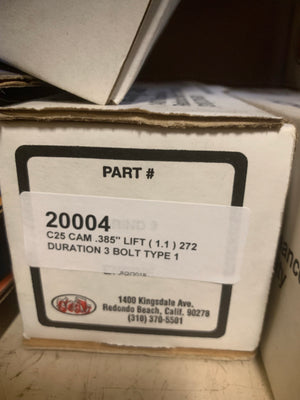 PART #
20004
C25 CAM .385" LIFT ( 1.1 ) 272
DURATION 3 BOLT TYPE 1
1400 Kingsdale Ave.
Redondo Beach, Calif. 90278
(310) 370-5501